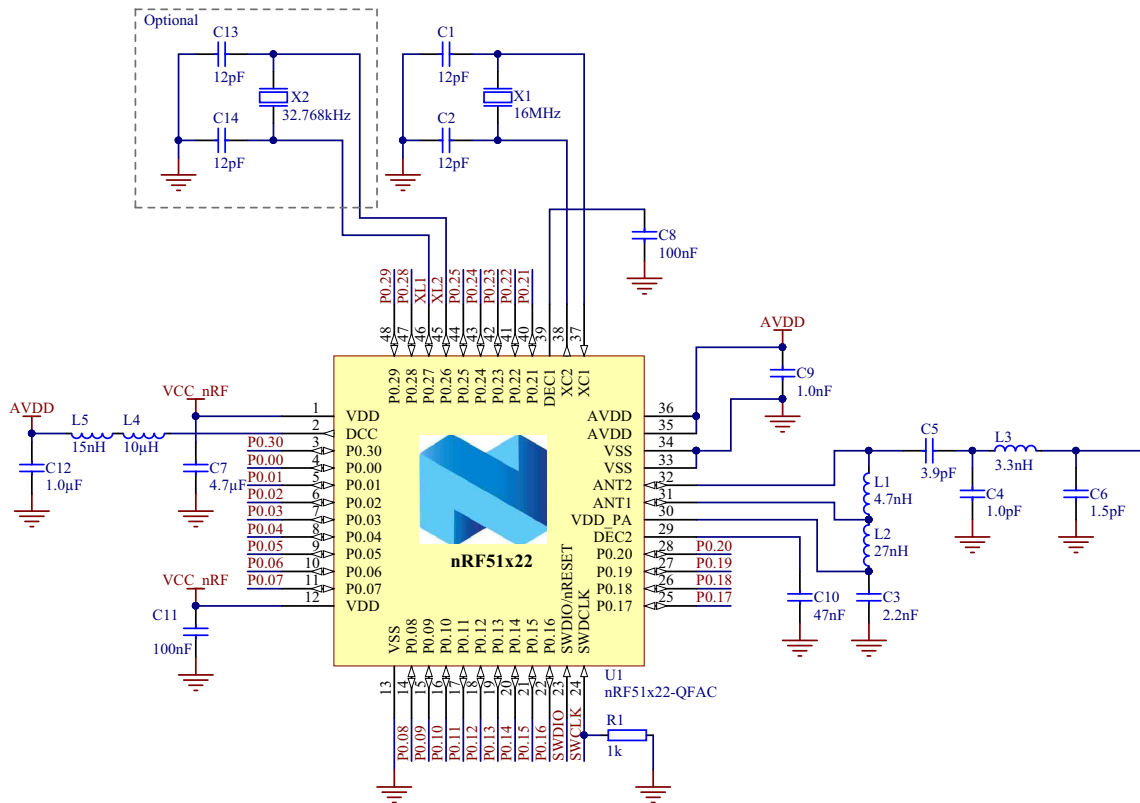 Optional
C13
12pF
X2
32.768kHz
C14
12pF
C1
12pF
X1
16MHz
C2
12pF
C8
100nF
P0.29
P0.28
XL1
XL2
P0.25
P0.24
P0.23
P0.22
P0.21
48
47
46
45
44
43
42
41
40
39
38
37
P0.29
P0.28
P0.27
P0.26
P0.25
P0.24
P0.23
P0.22
P0.21
DEC1
XC2
XC1
AVDD
C9
1.0nF
AVDD
L5
15nH
L4
10µH
C12
1.0µF
VCC_nRF
C7
4.7µF
1 VDD
2 DCC
P0.30 3 P0.30
P0.00 4 P0.00
P0.01 5 P0.01
P0.02 6 P0.02
P0.03 7 P0.03
P0.04 8 P0.04
P0.05 9 P0.05
P0.06 10 P0.06
P0.07 11 P0.07
12 VDD
VCC_nRF
C11
100nF
nRF51x22
AVDD 36
AVDD 35
VSS 34
VSS 33
ANT2 32
ANT1 31
VDD_PA 30
DEC2 29
P0.20 28 P0.20
P0.19 27 P0.19
P0.18 26 P0.18
P0.17 25 P0.17
C5
3.9pF
L3
3.3nH
L1
4.7nH
C4
1.0pF
C6
1.5pF
L2
27nH
C10
47nF
C3
2.2nF
VSS
P0.08
P0.09
P0.10
P0.11
P0.12
P0.13
P0.14
P0.15
P0.16
SWDIO/nRESET
SWDCLK
U1
nRF51x22-QFAC
13
14
15
16
17
18
19
20
21
22
23
24
P0.08
P0.09
P0.10
P0.11
P0.12
P0.13
P0.14
P0.15
P0.16
SWDIO
SWCLK
R1
1k